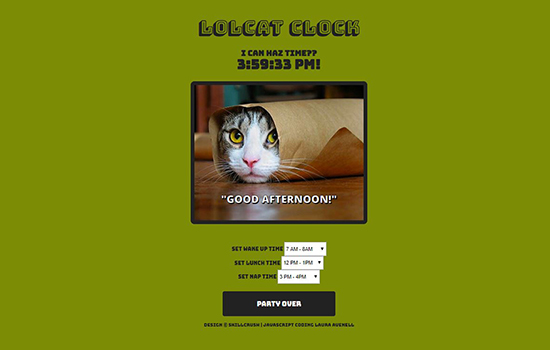 LOLCAT CLOCK
I CAN HAZ TIME??
3:59:33 PM!
"GOOD AFTERNOON!"
SET WAKE UP TIME 7 AM - 8AM
SET LUNCH TIME 12 PM - 1PM
SET NAP TIME 3 PM - 4PM
PARTY OVER
DESIGN © SKILLCRUSH | JAVASCRIPT CODING LAURA